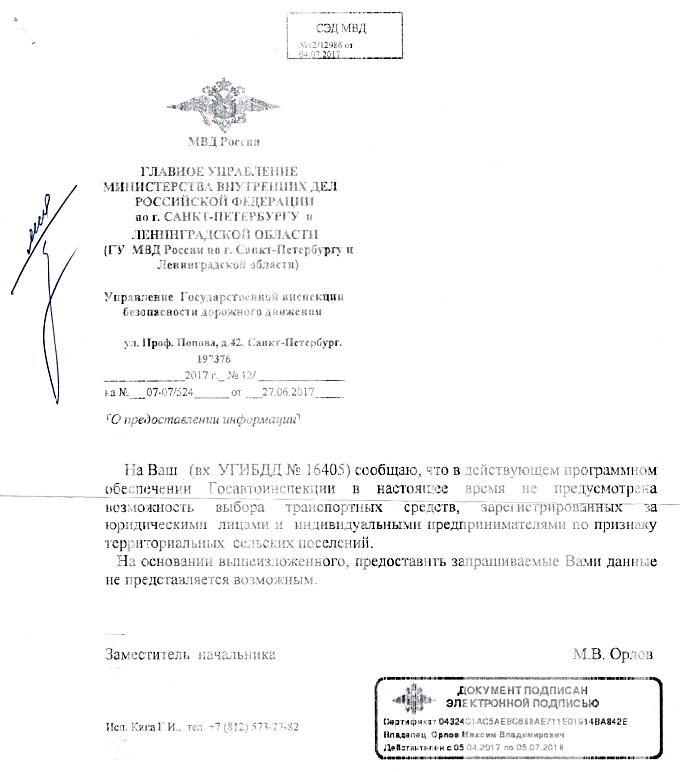 СЭД МВД
№12/12986 от
04.07.2017
МВД России
ГЛАВНОЕ УПРАВЛЕНИЕ
МИНИСТЕРСТВА ВНУТРЕННИХ ДЕЛ
РОССИЙСКОЙ ФЕДЕРАЦИИ
по г. САНКТ-ПЕТЕРБУРГУ и
ЛЕНИНГРАДСКОЙ ОБЛАСТИ
(ГУ МВД России по г. Санкт-Петербургу и
Ленинградской области)
Управление Государственной инспекции
безопасности дорожного движения
ул. Проф. Попова, д.42. Санкт-Петербург.
197376
2017 г. № 12/
на № 07-07/524 от 27.06.2017
"О предоставлении информации"
На Ваш (вх. УГИБДД № 16405) сообщаю, что в действующем программном
обеспечении Госавтоинспекции в настоящее время не предусмотрена
возможность выбора транспортных средств, зарегистрированных за
юридическими лицами и индивидуальными предпринимателями по признаку
территориальных сельских поселений.
На основании вышеизложенного, предоставить запрашиваемые Вами данные
не представляется возможным.
Заместитель начальника М.В. Орлов
ДОКУМЕНТ ПОДПИСАН
ЭЛЕКТРОННОЙ ПОДПИСЬЮ
Сертификат
Владелец Орлов Максим Владимирович
Действителен с 05.04.2017 по 05.07.2018
Исп. Кига Г.И., тел. +7 (812) 573-27-82